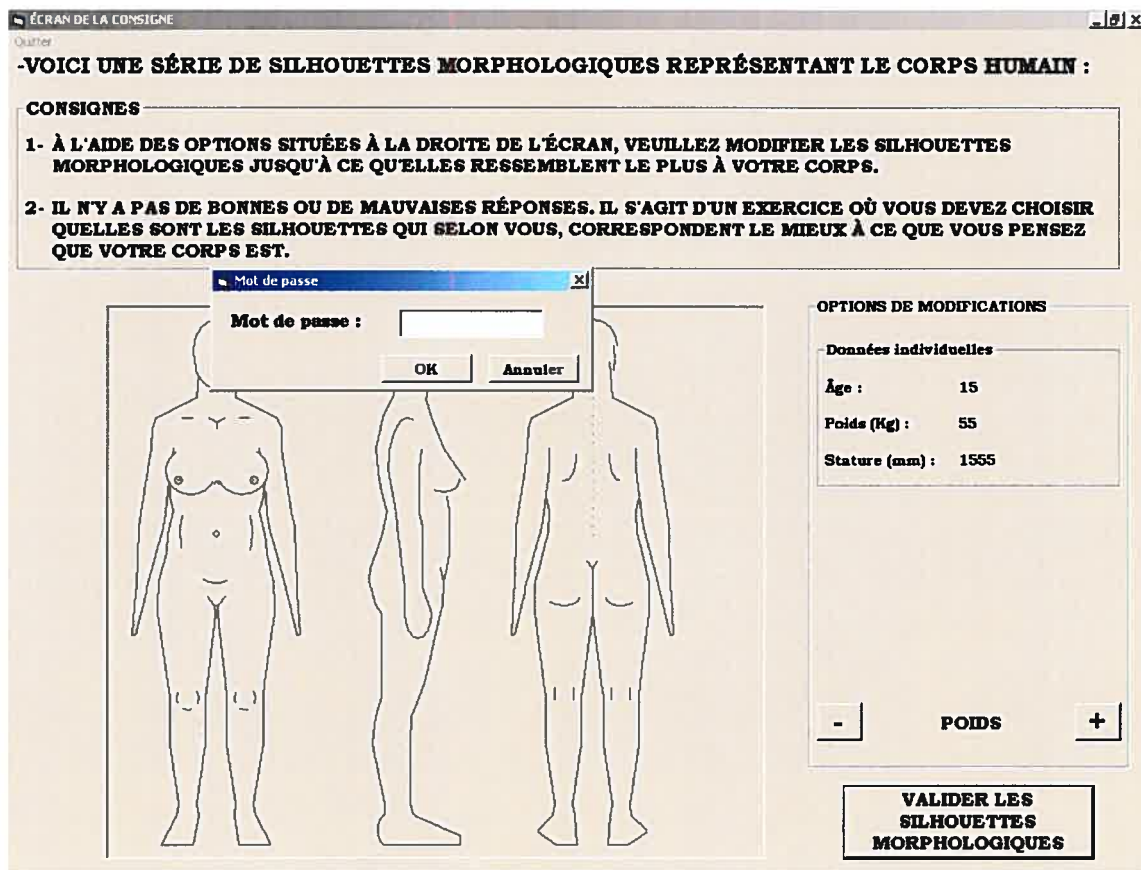 ÉCRAN DE LA CONSIGNE
Quitter
-VOICI UNE SÉRIE DE SILHOUETTES MORPHOLOGIQUES REPRÉSENTANT LE CORPS HUMAIN :
CONSIGNES
1- À L'AIDE DES OPTIONS SITUÉES À LA DROITE DE L'ÉCRAN, VEUILLEZ MODIFIER LES SILHOUETTES
MORPHOLOGIQUES JUSQU'À CE QU'ELLES RESSEMBLENT LE PLUS À VOTRE CORPS.
2- IL N'Y A PAS DE BONNES OU DE MAUVAISES RÉPONSES. IL S'AGIT D'UN EXERCICE OÙ VOUS DEVEZ CHOISIR
QUELLES SONT LES SILHOUETTES QUI SELON VOUS, CORRESPONDENT LE MIEUX À CE QUE VOUS PENSEZ
QUE VOTRE CORPS EST.
Mot de passe
Mot de passe :
OK Annuler
OPTIONS DE MODIFICATIONS
Données individuelles
Âge : 15
Poids (Kg) : 55
Stature (mm) : 1555
- POIDS +
VALIDER LES
SILHOUETTES
MORPHOLOGIQUES